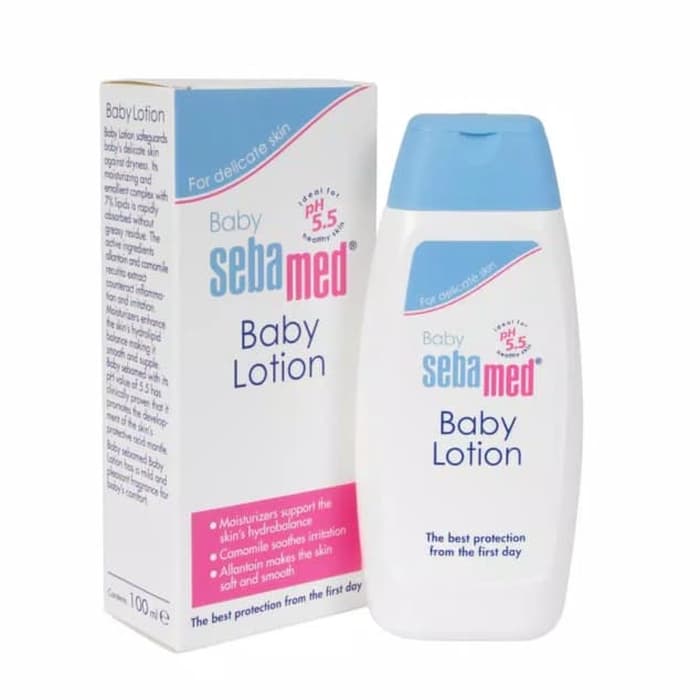 Baby Lotion
Baby Lotion safeguards
baby's delicate skin
against dryness. Its
moisturizing and
emollient complex with
7% lipids is rapidly
absorbed without
greasy residue. The
active ingredients
allantoin and camomile
recutita extract
counteract inflamma-
tion and irritation.
Moisturizers enhance
the skin's hydrolipid
balance making it
smooth and supple.
Baby sebamed with its
pH value of 5.5 has
clinically proven that it
promotes the develop-
ment of the skin's
protective acid mantle.
Baby sebamed Baby
Lotion has a mild and
pleasant fragrance for
baby's comfort.
Contents: 100 ml ℮
For delicate skin
ideal for
pH
5.5
healthy skin
Baby
sebamed®
Baby
Lotion
• Moisturizers support the
skin's hydrobalance
• Camomile soothes irritation
• Allantoin makes the skin
soft and smooth
The best protection from the first day
For delicate skin
ideal for
pH
5.5
healthy skin
Baby
sebamed®
Baby
Lotion
The best protection
from the first day